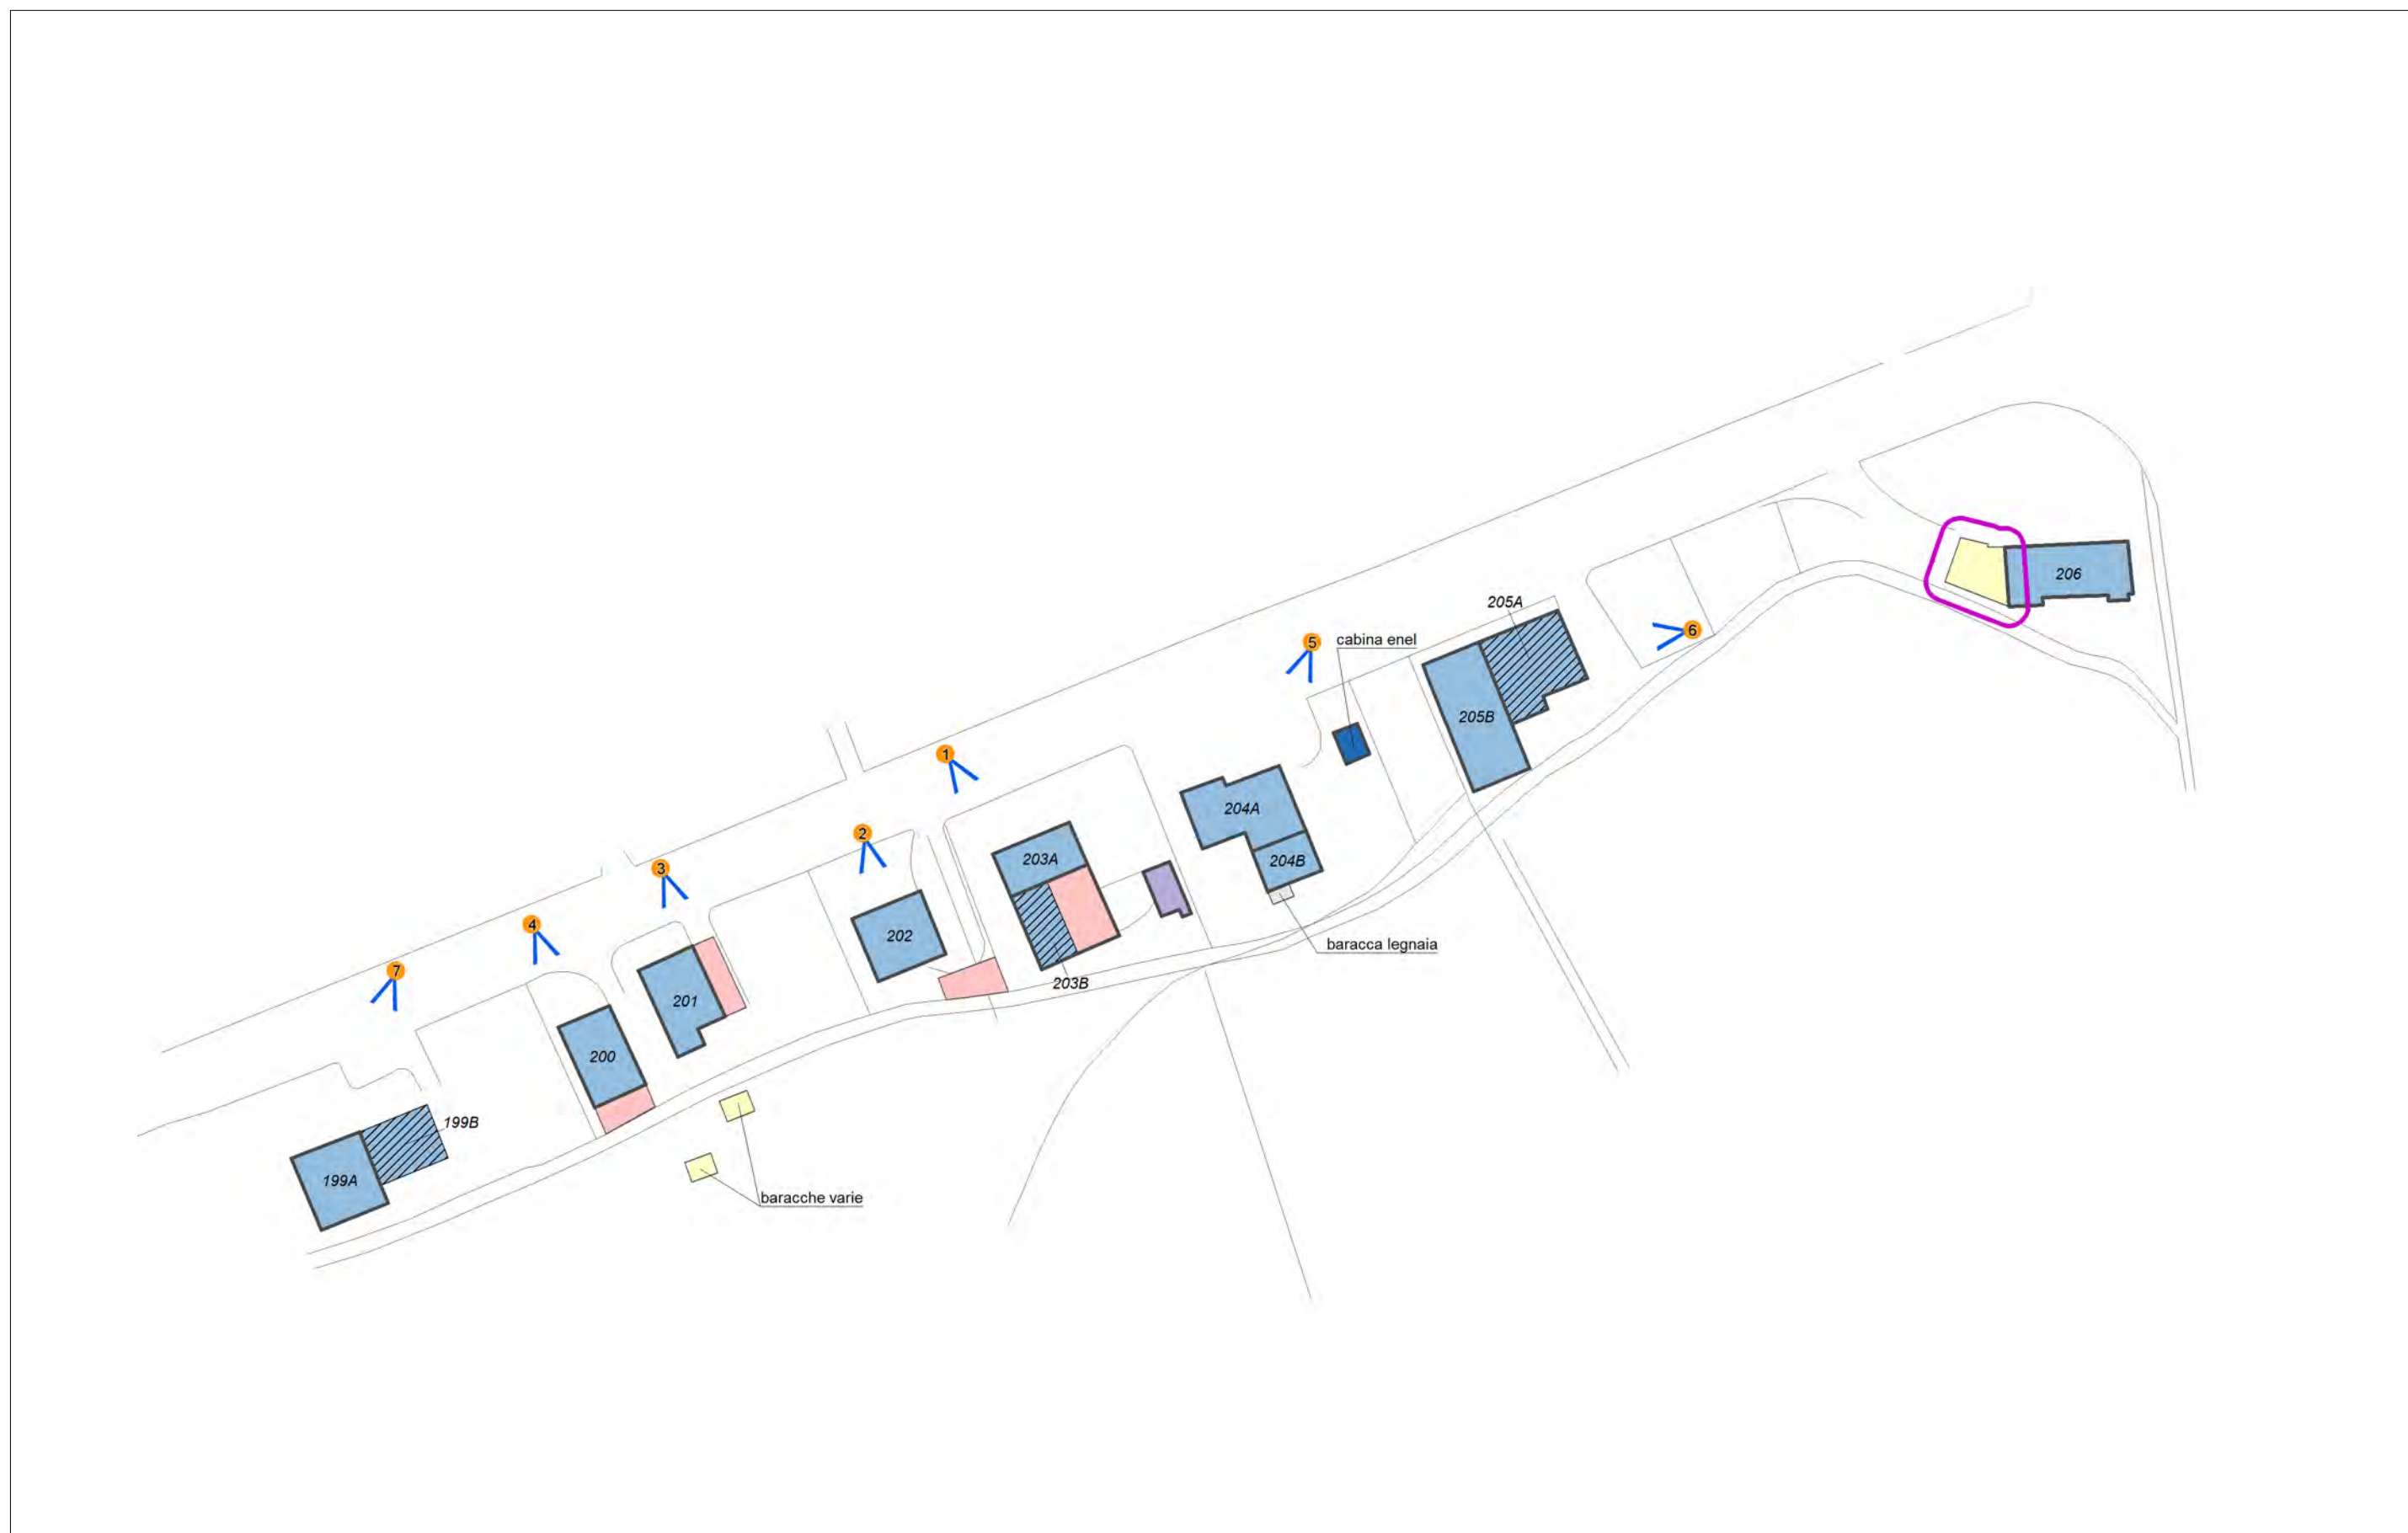 206
205A
6
5
cabina enel
205B
1
204A
2
203A
204B
3
4
202
baracca legnaia
7
203B
201
200
199B
199A
baracche varie